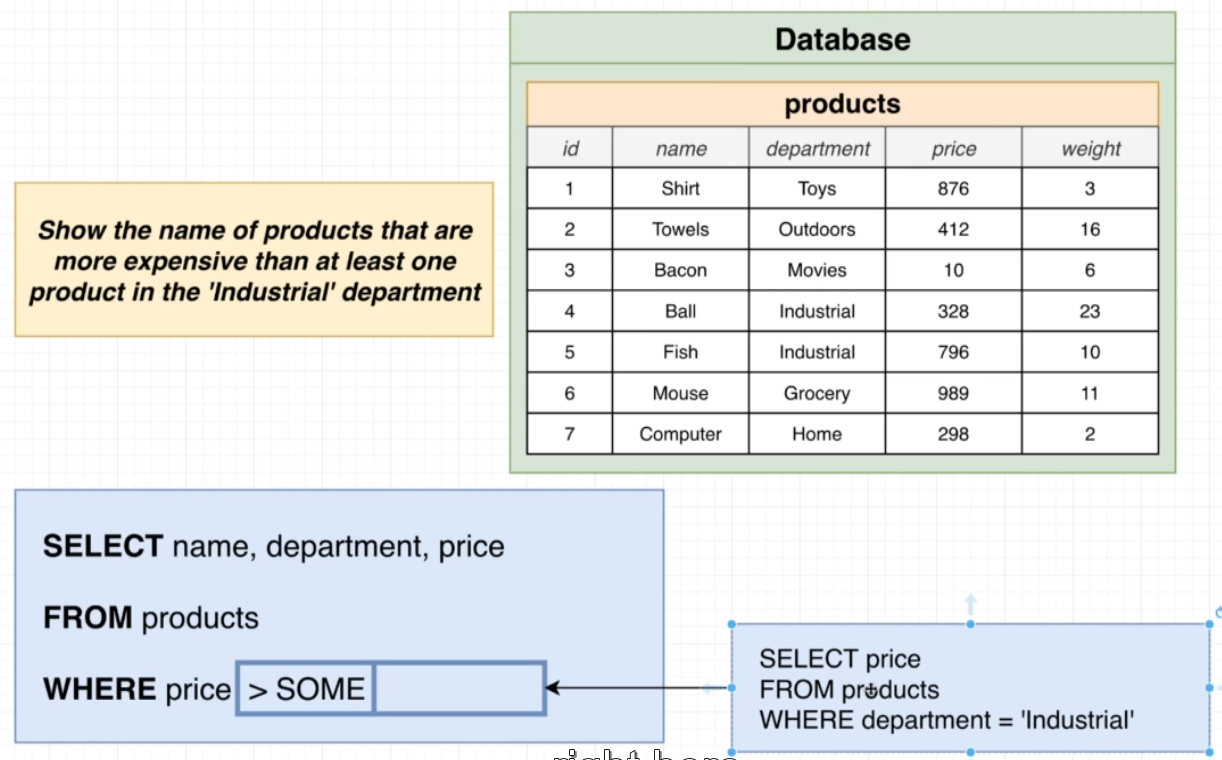 Database
products
id name department price weight
1 Shirt Toys 876 3
2 Towels Outdoors 412 16
3 Bacon Movies 10 6
4 Ball Industrial 328 23
5 Fish Industrial 796 10
6 Mouse Grocery 989 11
7 Computer Home 298 2
Show the name of products that are
more expensive than at least one
product in the 'Industrial' department
SELECT name, department, price
FROM products
WHERE price > SOME
SELECT price
FROM products
WHERE department = 'Industrial'
right here